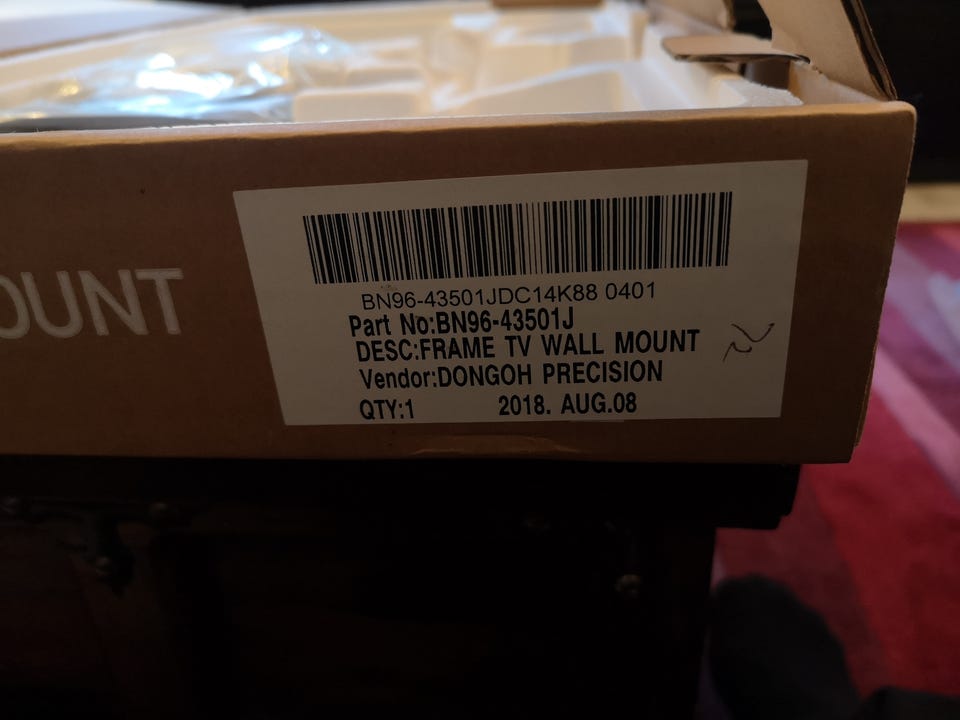 OUNT
BN96-43501JDC14K88 0401
Part No:BN96-43501J
DESC:FRAME TV WALL MOUNT
Vendor:DONGOH PRECISION
QTY:1 2018. AUG.08